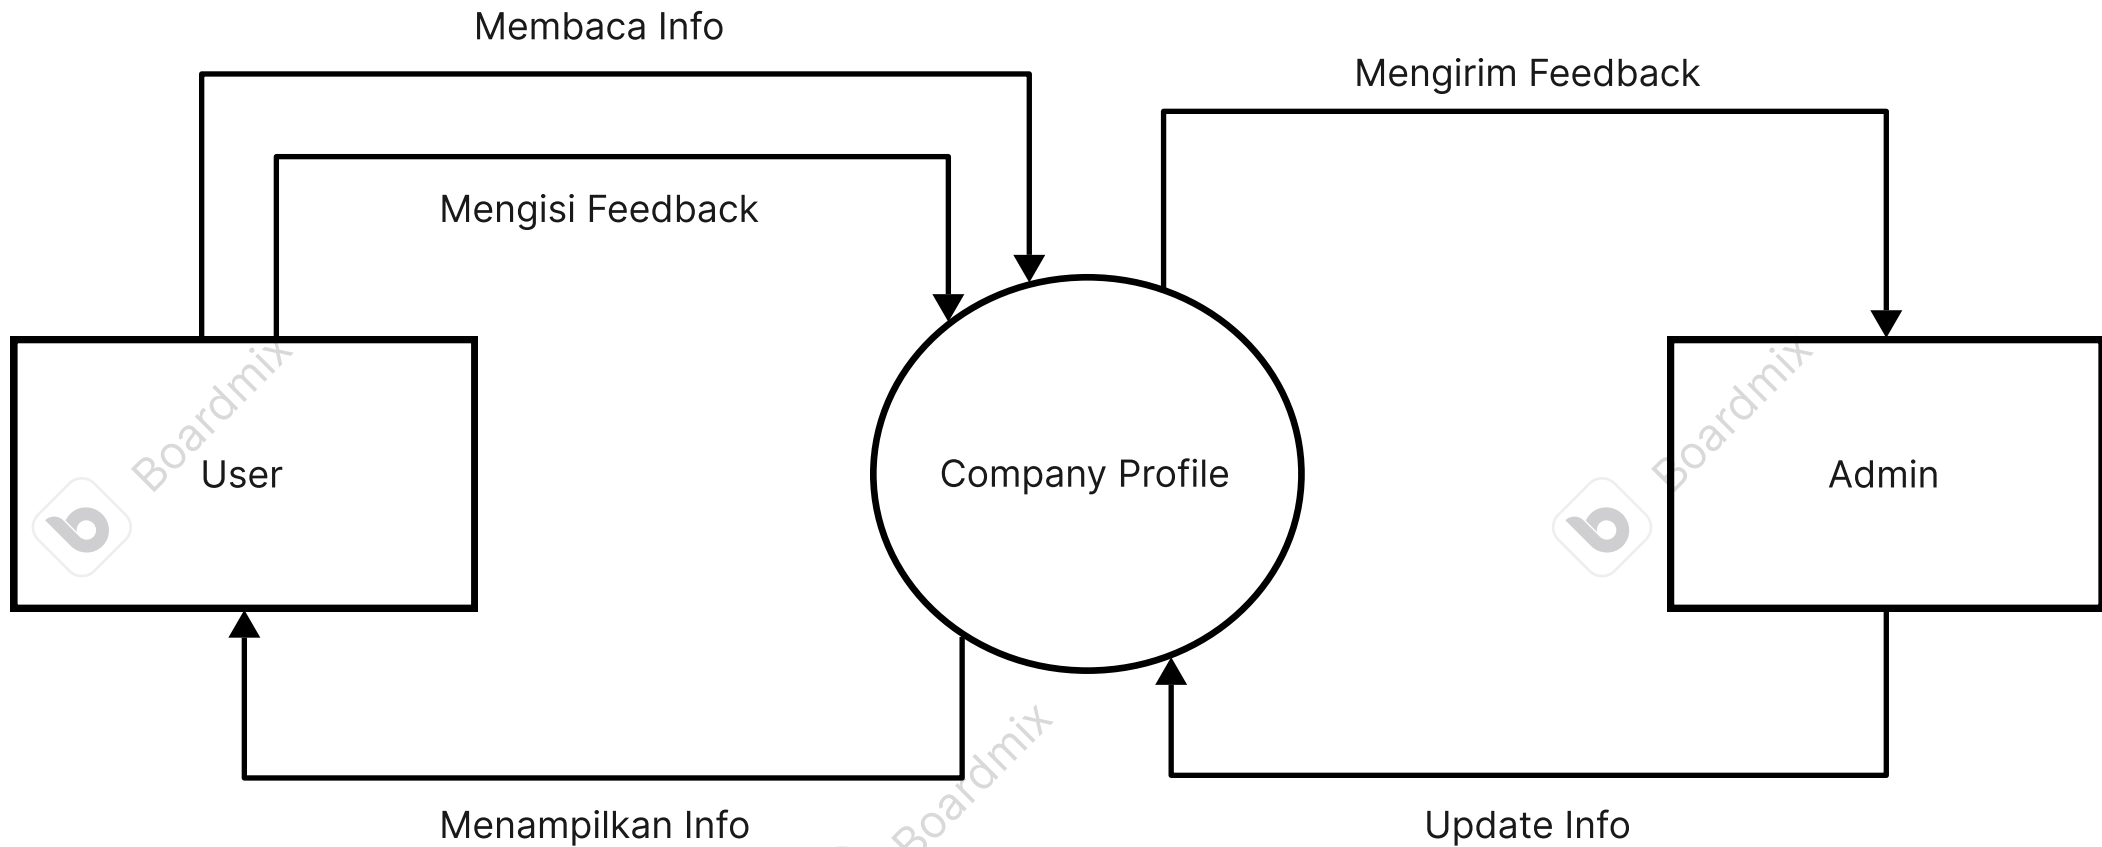 Membaca Info
Mengirim Feedback
Mengisi Feedback
Boardmix
Boardmix
User
Company Profile
Admin
Boardmix
Menampilkan Info
Update Info